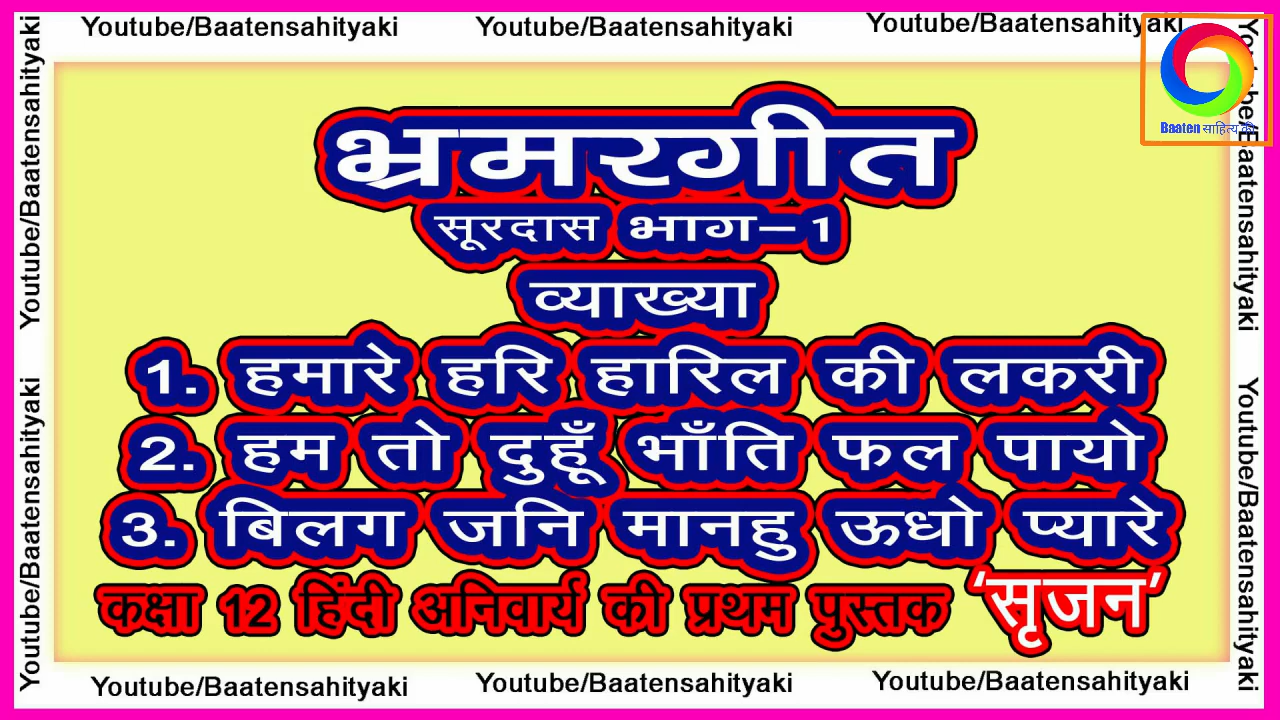 Youtube/Baatensahityaki Youtube/Baatensahityaki Youtube/Baatensahityaki
Baaten साहित्य की
भ्रमरगीत
सूरदास भाग-1
व्याख्या
1. हमारे हरि हारिल की लकरी
2. हम तो दुहूँ भाँति फल पायो
3. बिलग जनि मानहु ऊधो प्यारे
कक्षा 12 हिंदी अनिवार्य की प्रथम पुस्तक 'सृजन'
Youtube/Baatensahityaki Youtube/Baatensahityaki Youtube/Baatensahityaki
Youtube/Baatensahityaki
Youtube/Baatensahityaki
Youtube/Baatensahityaki
Youtube/Baatensahityaki